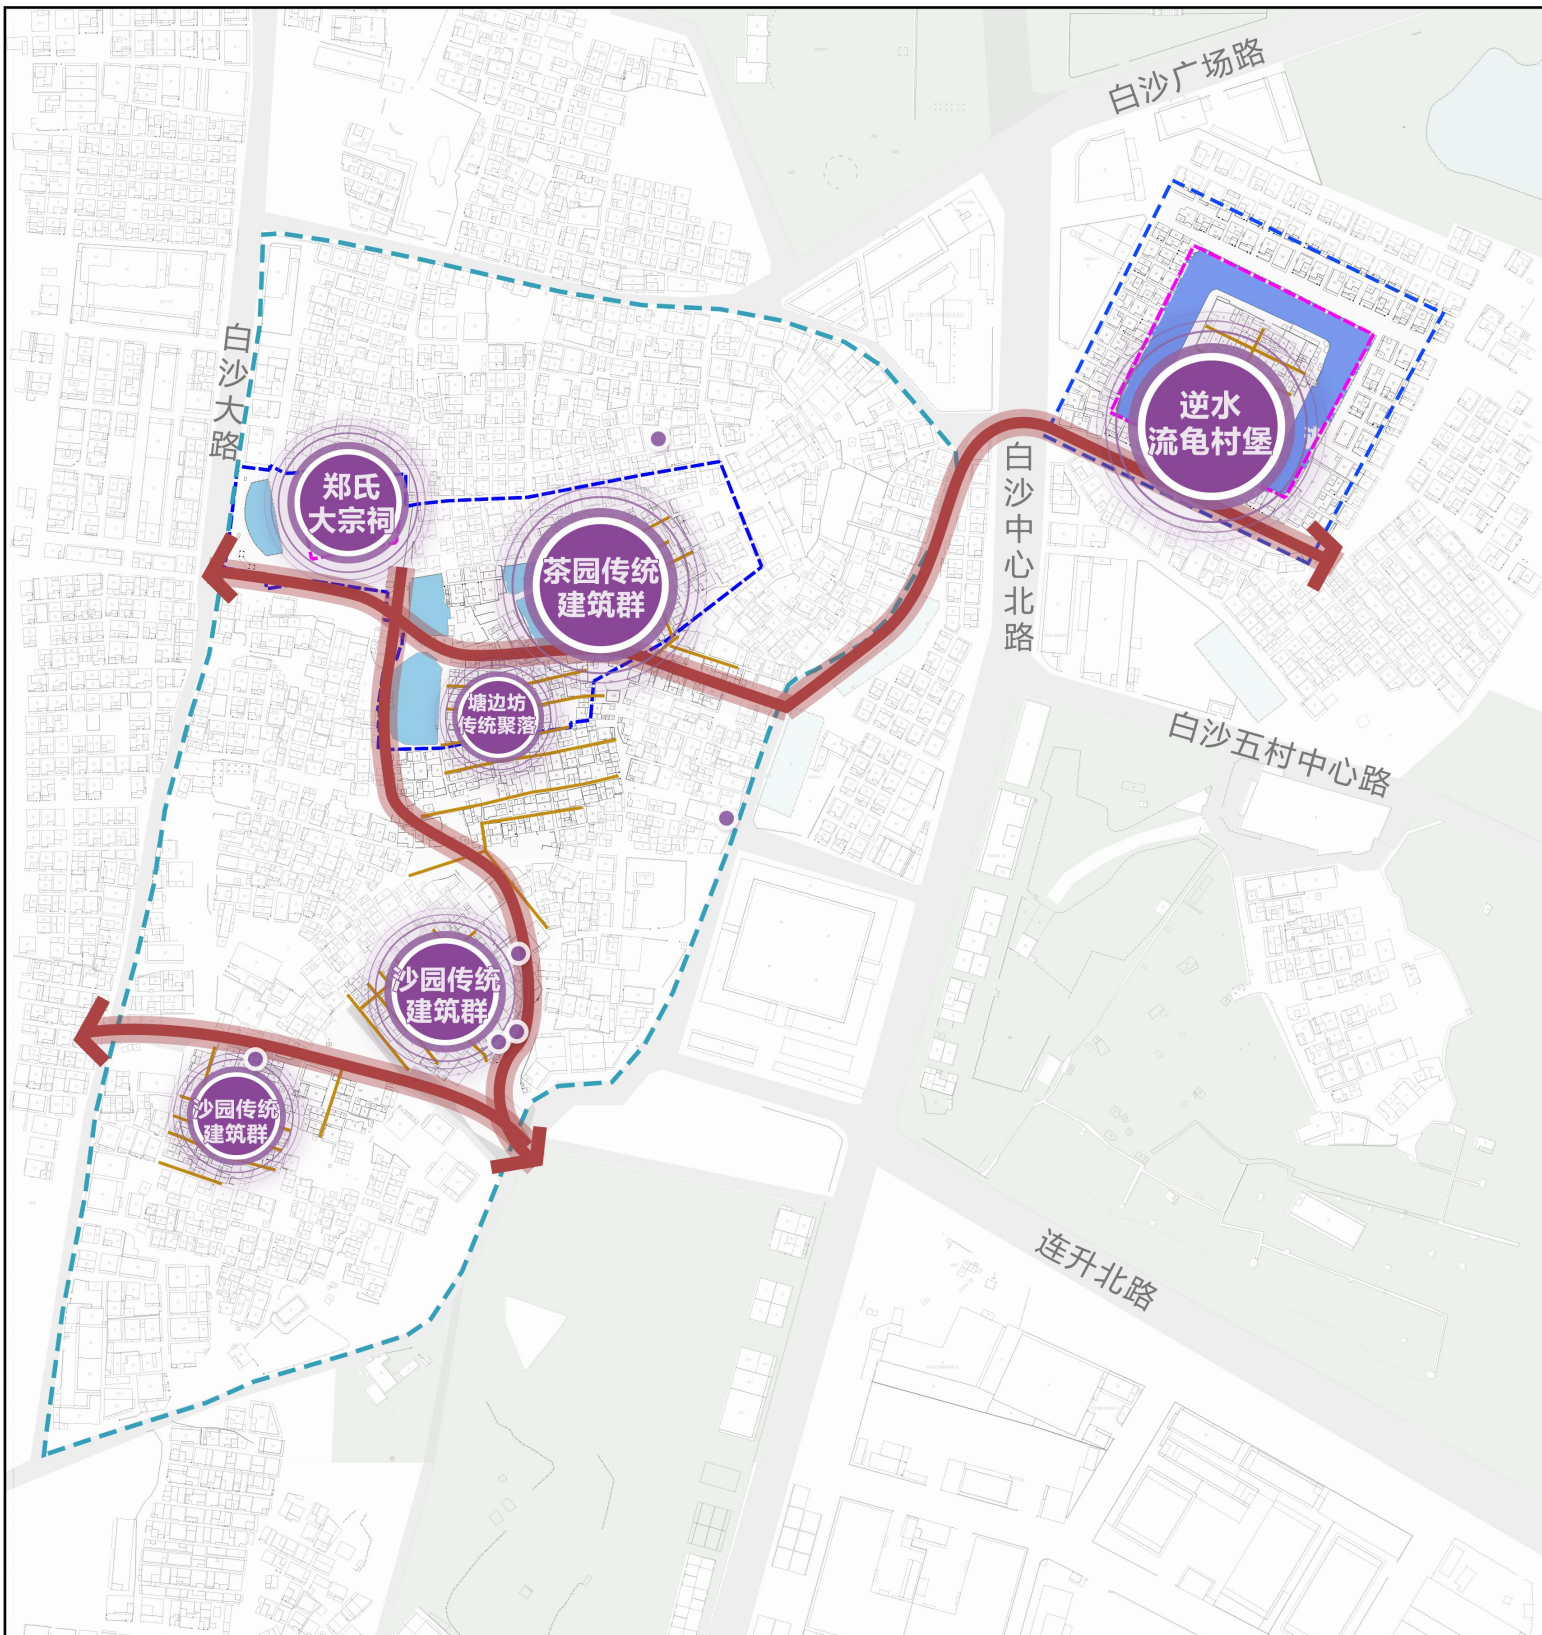 白沙广场路
白沙大路
逆水
流龟村堡
白沙中心北路
郑氏
大宗祠
茶园传统
建筑群
塘边坊
传统聚落
白沙五村中心路
沙园传统
建筑群
沙园传统
建筑群
连升北路